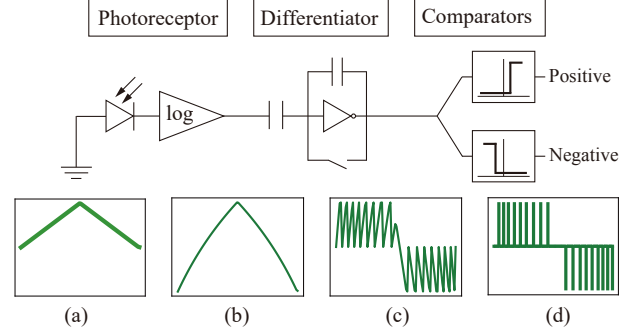 Photoreceptor Differentiator Comparators
log
Positive
Negative
(a) (b) (c) (d)